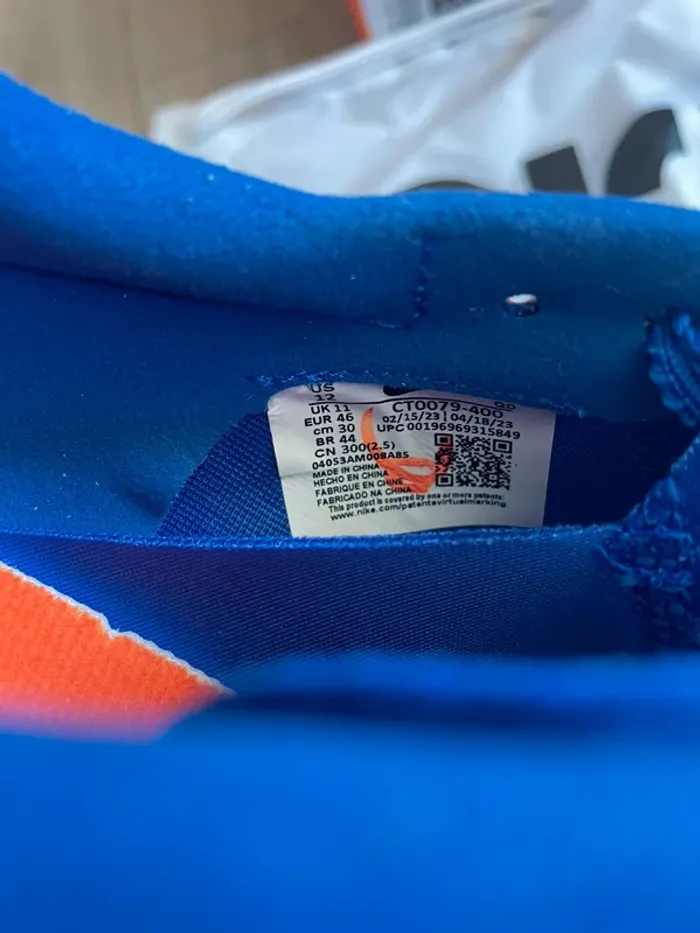 US
12
UK 11
EUR 46
cm 30
BR 44
CN 300(2.5)
04053AM008A85
MADE IN CHINA
HECHO EN CHINA
FABRIQUE EN CHINE
FABRICADO NA CHINA
CT0079-400
02/15/23 | 04/18/23
UPC 00196969315849
This product is covered by one or more patents:
www.nike.com/patentsvirtualmarking